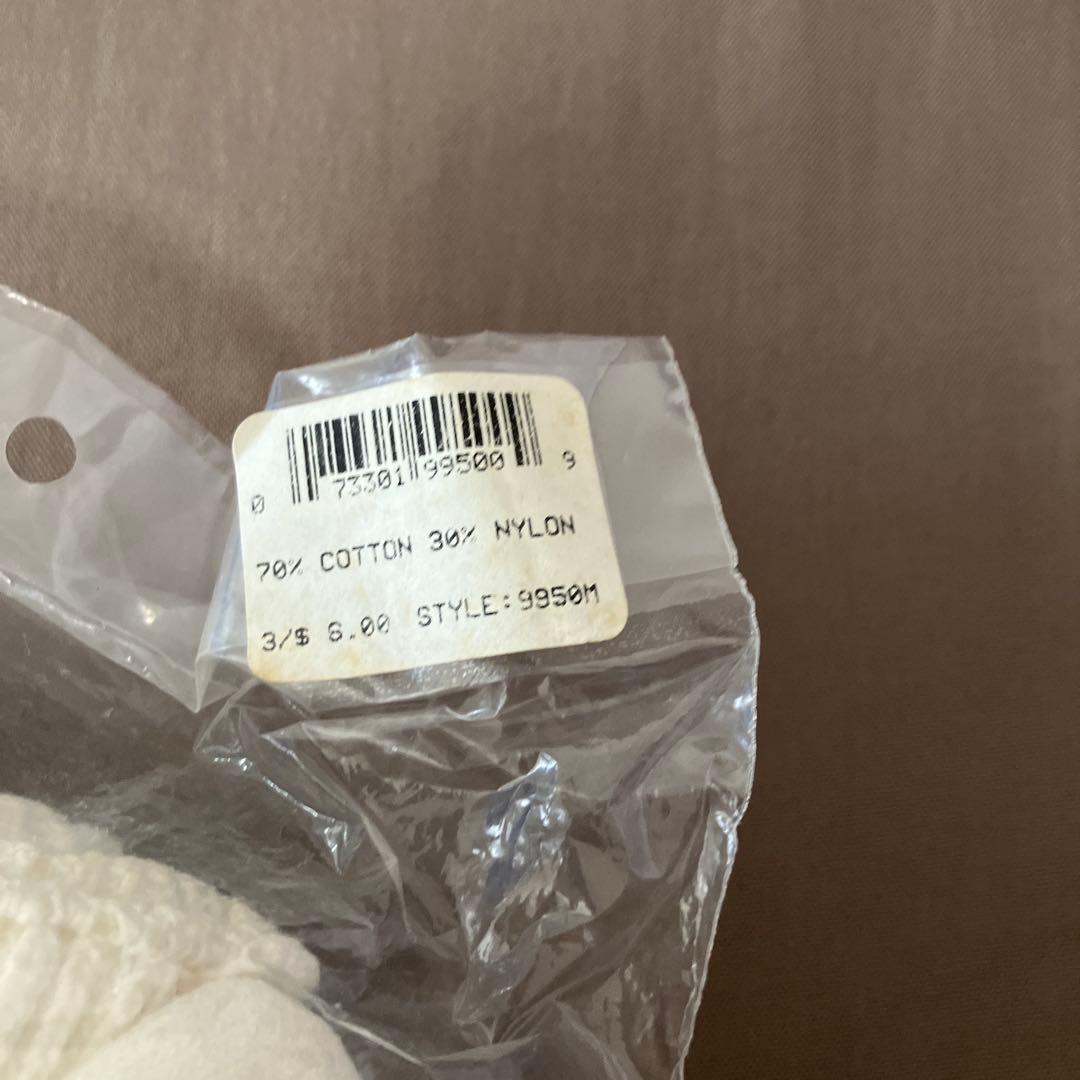 0 73301 99500 9
70% COTTON 30% NYLON
3/$ 6.00 STYLE:9950M